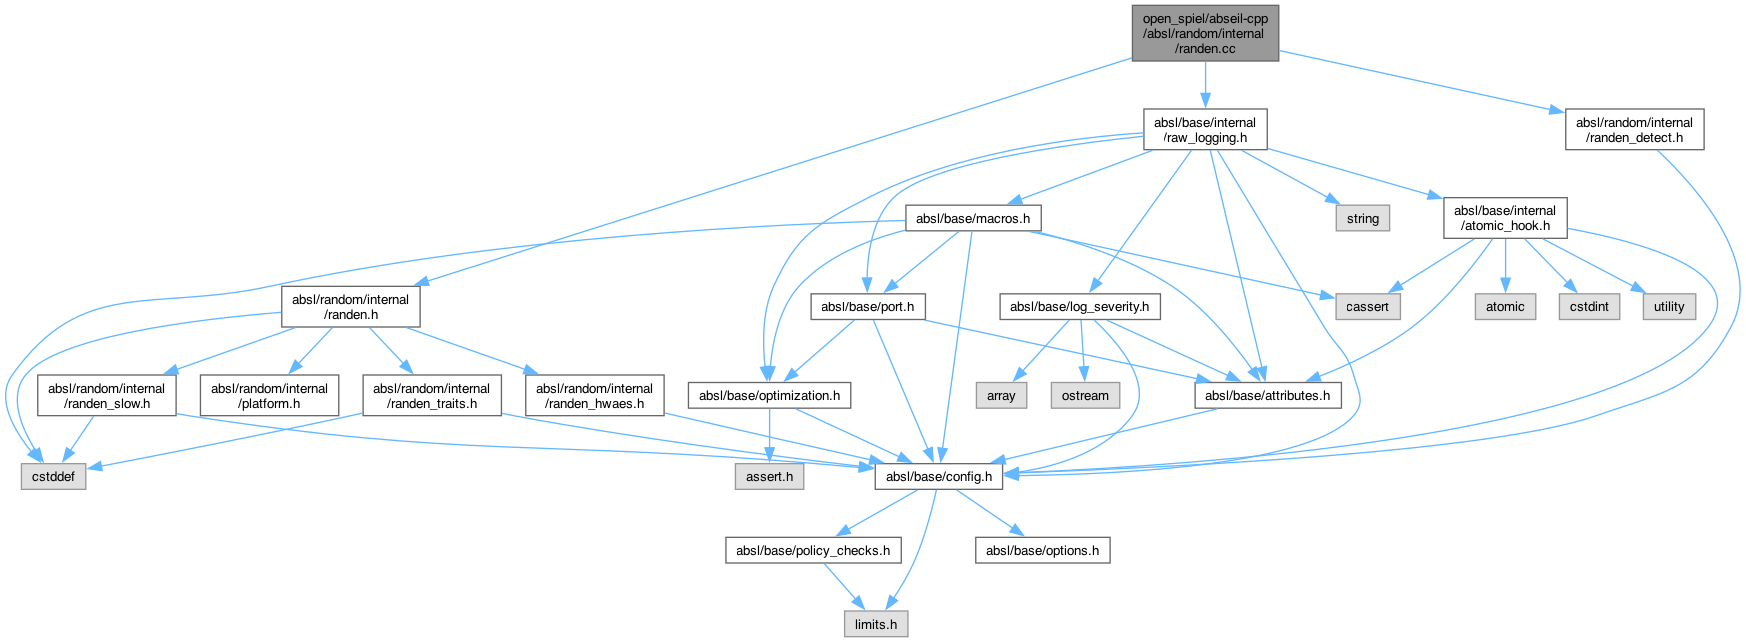 open_spiel/abseil-cpp
/absl/random/internal
/randen.cc
absl/base/internal
/raw_logging.h
absl/random/internal
/randen_detect.h
absl/base/macros.h
string
absl/base/internal
/atomic_hook.h
absl/random/internal
/randen.h
absl/base/port.h
absl/base/log_severity.h
cassert
atomic
cstdint
utility
absl/random/internal
/randen_slow.h
absl/random/internal
/platform.h
absl/random/internal
/randen_traits.h
absl/random/internal
/randen_hwaes.h
absl/base/optimization.h
array
ostream
absl/base/attributes.h
cstddef
assert.h
absl/base/config.h
absl/base/policy_checks.h
absl/base/options.h
limits.h